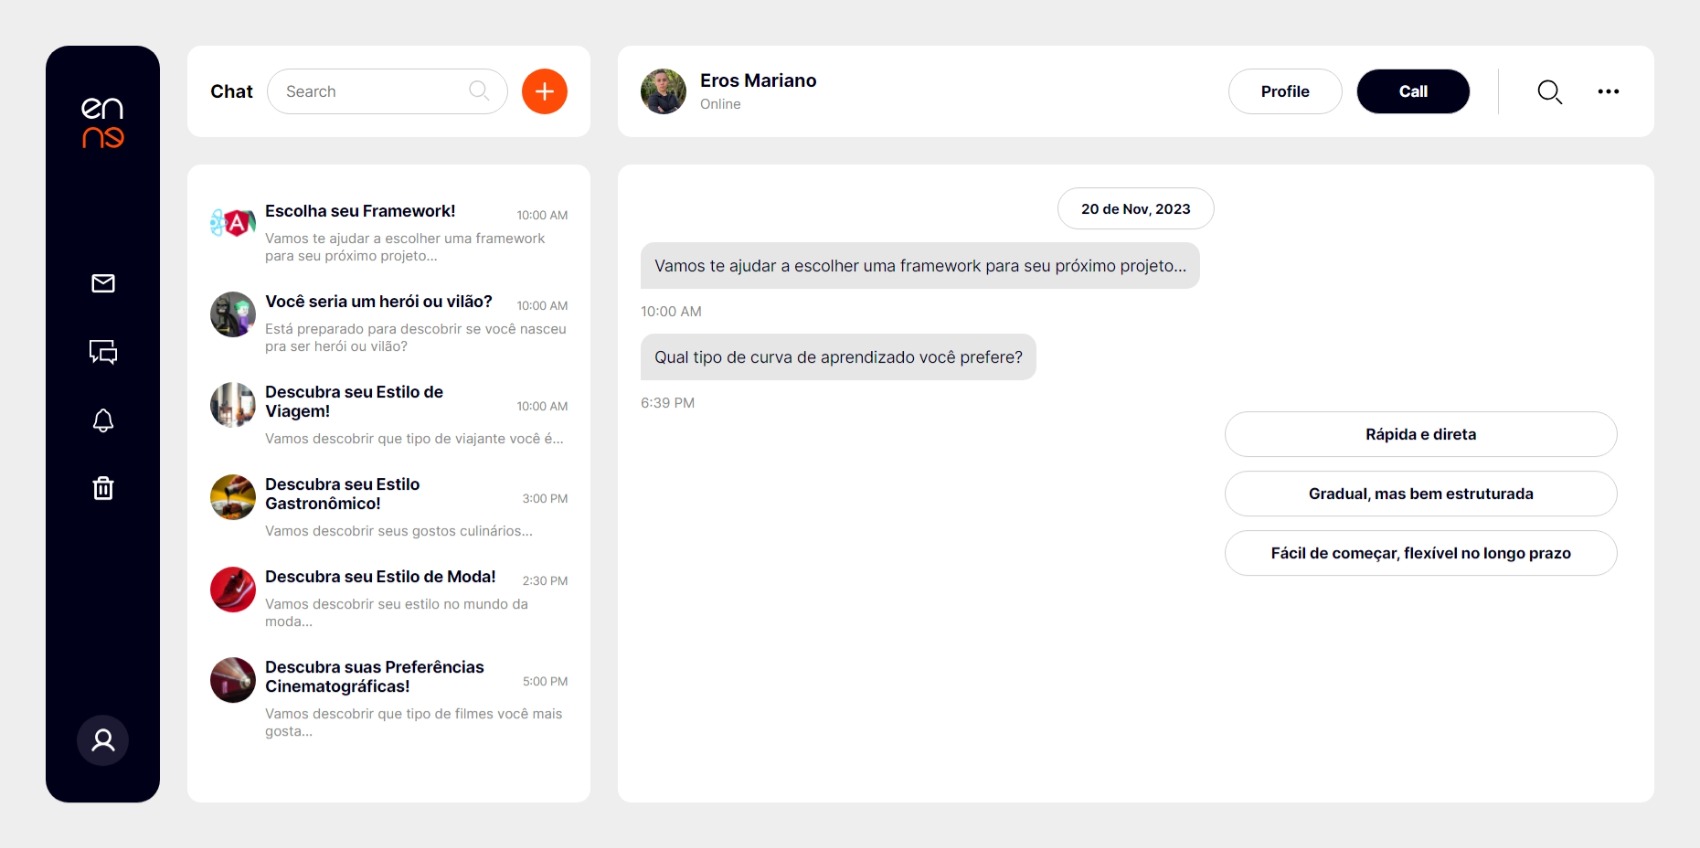 en
ne
Chat
Search
Eros Mariano
Online
Profile
Call
Escolha seu Framework!
10:00 AM
Vamos te ajudar a escolher uma framework
para seu próximo projeto...
Você seria um herói ou vilão?
10:00 AM
Está preparado para descobrir se você nasceu
pra ser herói ou vilão?
Descubra seu Estilo de
Viagem!
10:00 AM
Vamos descobrir que tipo de viajante você é...
Descubra seu Estilo
Gastronômico!
3:00 PM
Vamos descobrir seus gostos culinários...
Descubra seu Estilo de Moda!
2:30 PM
Vamos descobrir seu estilo no mundo da
moda...
Descubra suas Preferências
Cinematográficas!
5:00 PM
Vamos descobrir que tipo de filmes você mais
gosta...
20 de Nov, 2023
Vamos te ajudar a escolher uma framework para seu próximo projeto...
10:00 AM
Qual tipo de curva de aprendizado você prefere?
6:39 PM
Rápida e direta
Gradual, mas bem estruturada
Fácil de começar, flexível no longo prazo